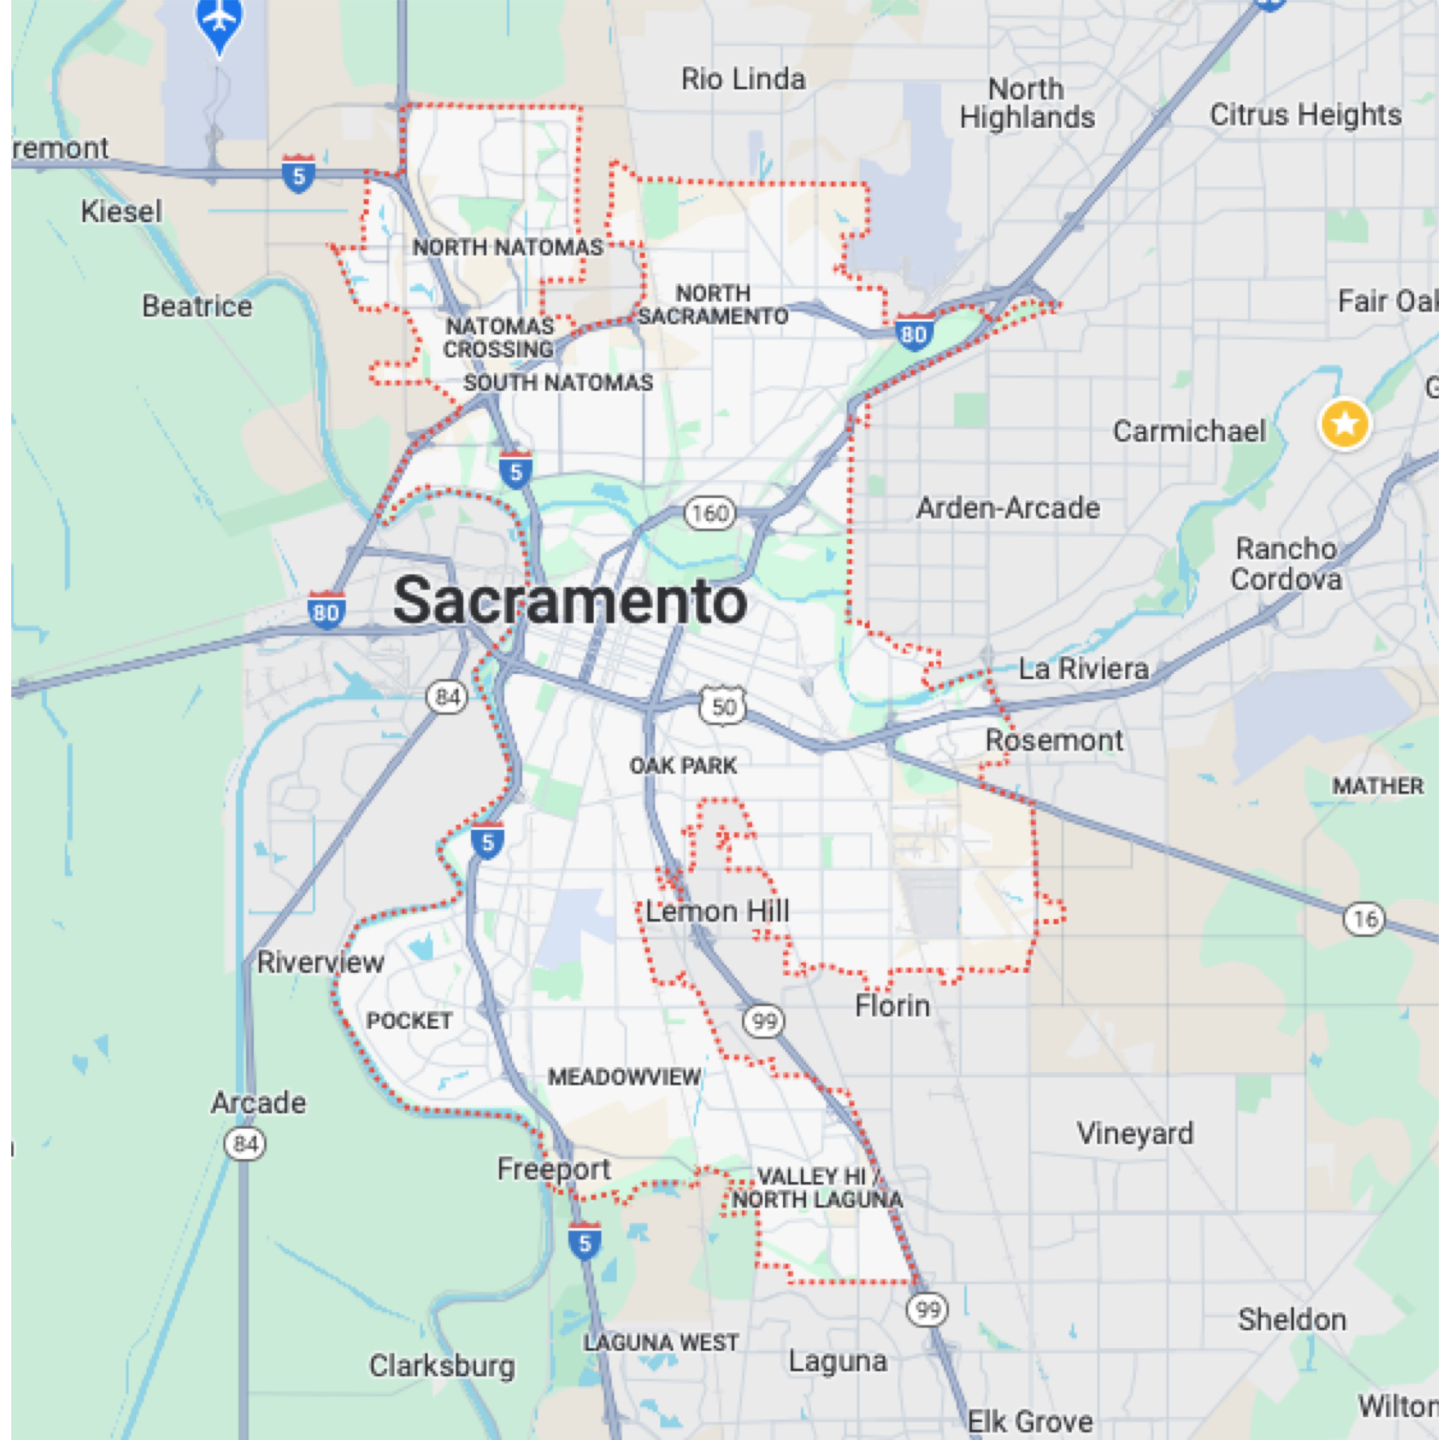 Rio Linda
North
Highlands
Citrus Heights
remont
5
Kiesel
NORTH NATOMAS
Beatrice
NORTH
SACRAMENTO
Fair Oak
NATOMAS
CROSSING
80
SOUTH NATOMAS
G
Carmichael
5
160
Arden-Arcade
Rancho
Cordova
Sacramento
80
La Riviera
84
50
Rosemont
OAK PARK
MATHER
5
Lemon Hill
16
Riverview
Florin
POCKET
99
MEADOWVIEW
Arcade
Vineyard
84
Freeport
VALLEY HI /
NORTH LAGUNA
5
99
Sheldon
LAGUNA WEST
Laguna
Clarksburg
Wilton
Elk Grove